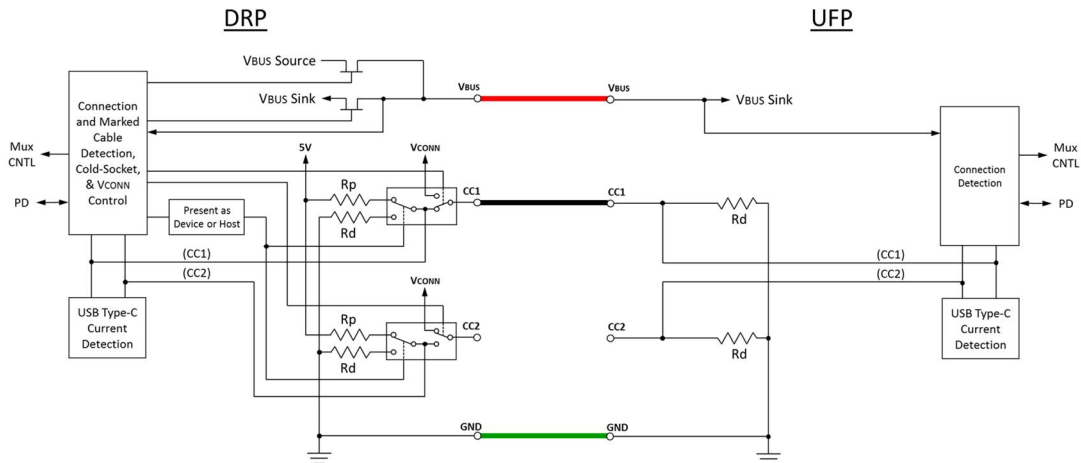 DRP
UFP
VBUS Source
VBUS Sink
Connection
and Marked
Cable
Detection,
Cold-Socket,
& VCONN
Control
Mux
CNTL
PD
Present as
Device or Host
(CC1)
(CC2)
USB Type-C
Current
Detection
5V
VCONN
Rp
Rd
CC1
VCONN
Rp
Rd
CC2
GND
VBUS
VBUS
CC1
CC2
GND
VBUS Sink
Rd
Rd
(CC1)
(CC2)
Connection
Detection
Mux
CNTL
PD
USB Type-C
Current
Detection